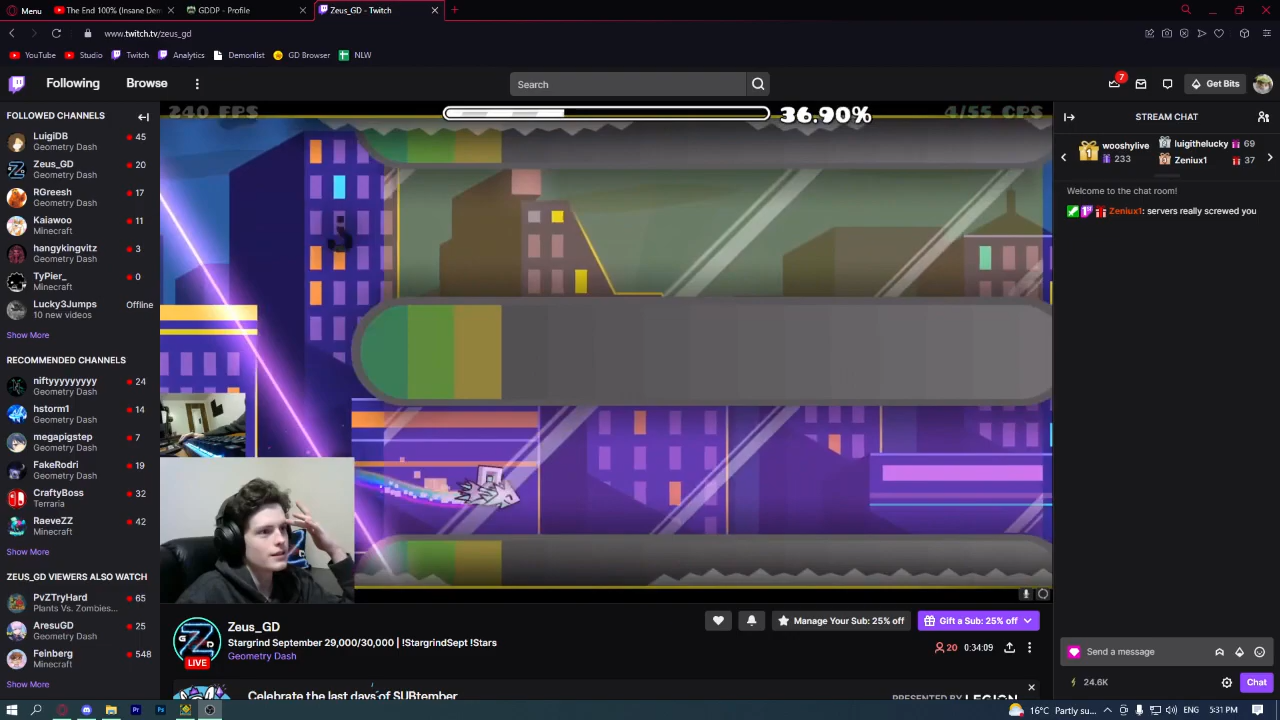 Menu
The End 100% (Insane Dem
GDDP - Profile
Zeus_GD - Twitch
www.twitch.tv/zeus_gd
YouTube
Studio
Twitch
Analytics
Demonlist
GD Browser
NLW
Following
Browse
Search
7
Get Bits
FOLLOWED CHANNELS
LuigiDB
45
Geometry Dash
Zeus_GD
20
Geometry Dash
RGreesh
17
Geometry Dash
Kaiawoo
11
Minecraft
hangykingvitz
3
Geometry Dash
TyPier_
0
Minecraft
Lucky3Jumps
Offline
10 new videos
Show More
RECOMMENDED CHANNELS
niftyyyyyyyy
24
Geometry Dash
hstorm1
14
Geometry Dash
megapigstep
7
Geometry Dash
FakeRodri
19
Geometry Dash
CraftyBoss
32
Terraria
RaeveZZ
42
Minecraft
Show More
ZEUS_GD VIEWERS ALSO WATCH
PvZTryHard
65
Plants Vs. Zombies...
AresuGD
25
Geometry Dash
Feinberg
548
Minecraft
Show More
240 FPS
36.90%
4/55 CPS
Zeus_GD
LIVE
Stargrind September 29,000/30,000 | !StargrindSept !Stars
Geometry Dash
Manage Your Sub: 25% off
Gift a Sub: 25% off
20
0:34:09
Celebrate the last days of SUBtember
PRESENTED BY LEGION
STREAM CHAT
1
wooshylive
233
luigithelucky
69
Zeniux1
37
Welcome to the chat room!
Zeniux1: servers really screwed you
Send a message
24.6K
Chat
16°C Partly su...
ENG
5:31 PM